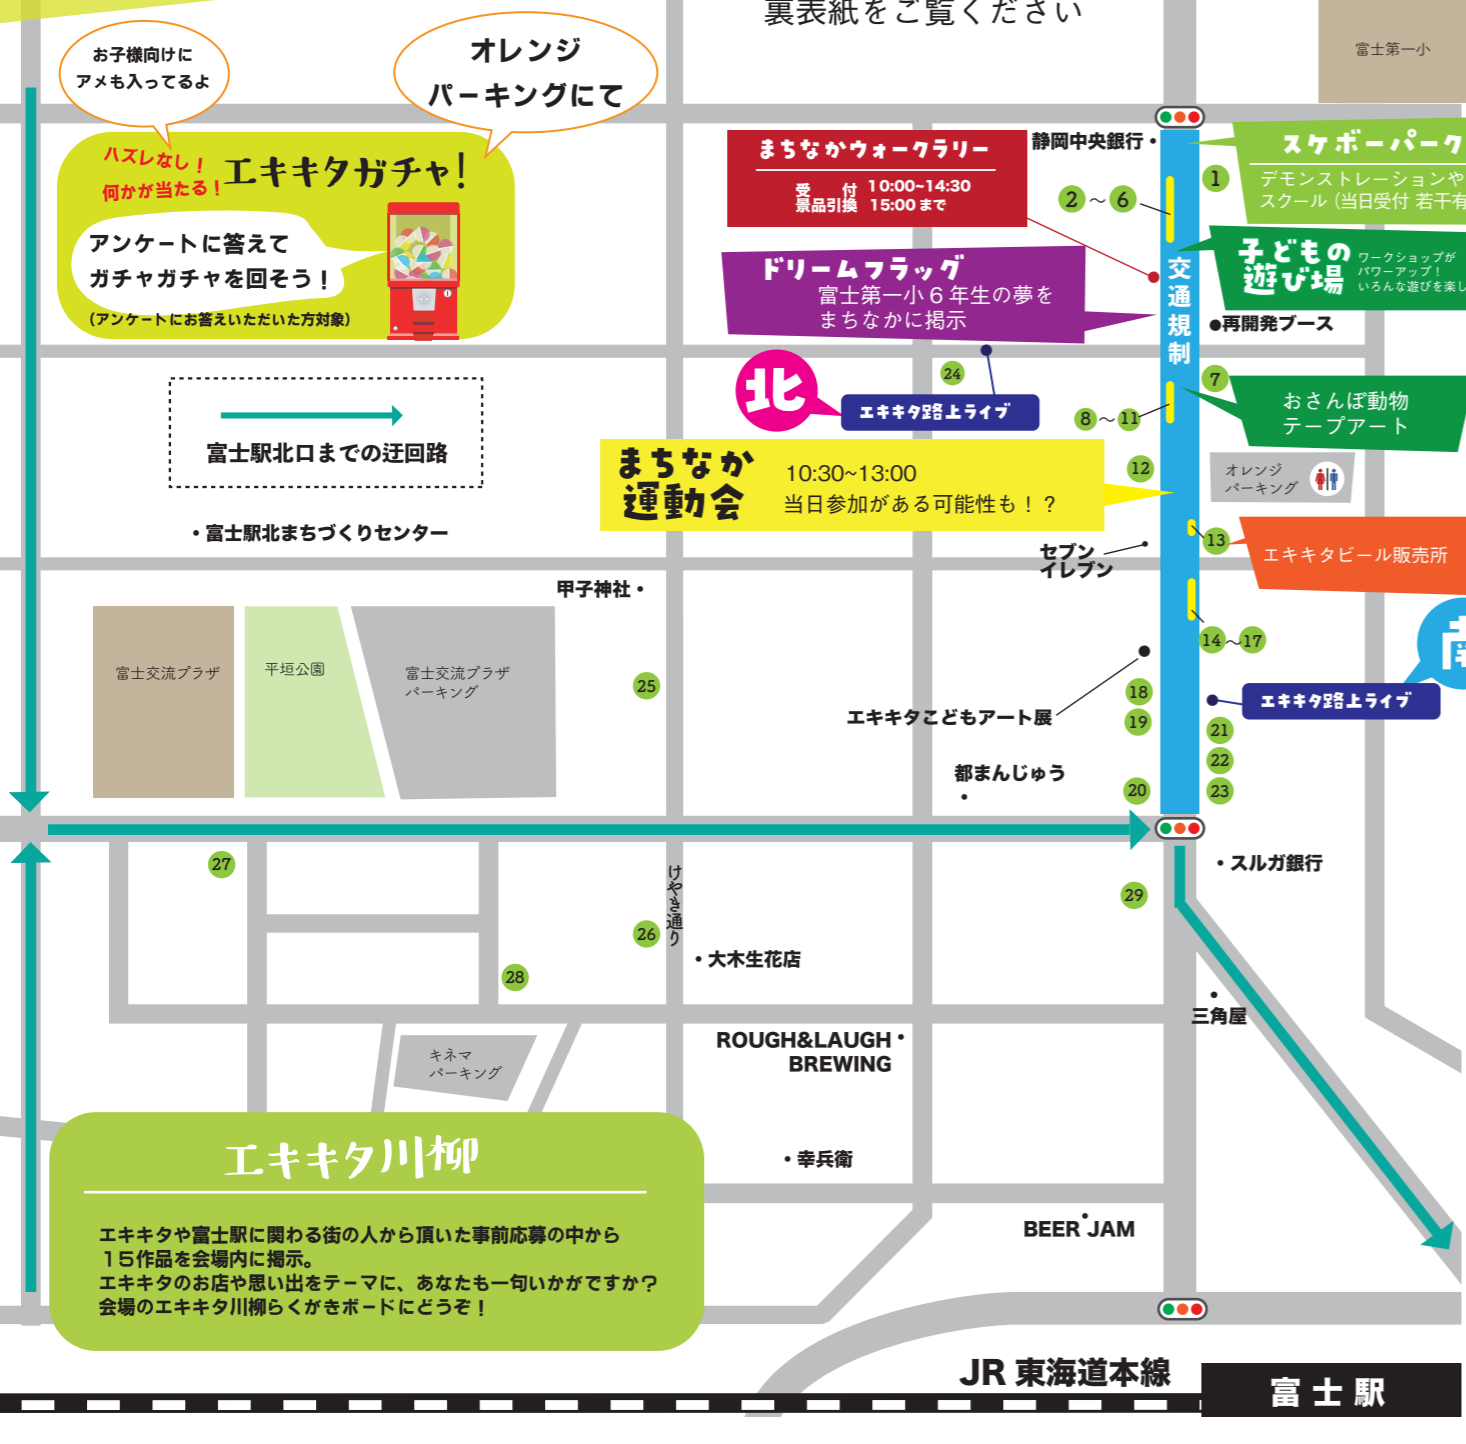 裏表紙をご覧ください
お子様向けに
アメも入ってるよ
オレンジ
パーキングにて
ハズレなし！
何かが当たる！
エキキタガチャ！
アンケートに答えて
ガチャガチャを回そう！
（アンケートにお答えいただいた方対象）
富士駅北口までの迂回路
・富士駅北まちづくりセンター
富士第一小
静岡中央銀行・
まちなかウォークラリー
受　付 10:00~14:30
景品引換 15:00まで
1
2～6
スケボーパーク
デモンストレーションや
スクール（当日受付 若干有
子どもの
遊び場
ワークショップが
パワーアップ！
いろんな遊びを楽し
ドリームフラッグ
富士第一小６年生の夢を
まちなかに掲示
交通規制
●再開発ブース
北
24
エキキタ路上ライブ
7
8～11
おさんぽ動物
テープアート
まちなか
運動会
10:30~13:00
当日参加がある可能性も！？
12
オレンジ
パーキング
セブン
イレブン
13
エキキタビール販売所
甲子神社・
14～17
南
富士交流プラザ
平垣公園
富士交流プラザ
パーキング
25
18
19
エキキタこどもアート展
エキキタ路上ライブ
21
22
23
都まんじゅう
20
27
けやき通り
・スルガ銀行
29
26
・大木生花店
28
三角屋
キネマ
パーキング
ROUGH&LAUGH・
BREWING
・幸兵衛
BEER JAM
エキキタ川柳
エキキタや富士駅に関わる街の人から頂いた事前応募の中から
１５作品を会場内に掲示。
エキキタのお店や思い出をテーマに、あなたも一句いかがですか？
会場のエキキタ川柳らくがきボードにどうぞ！
JR 東海道本線
富士駅